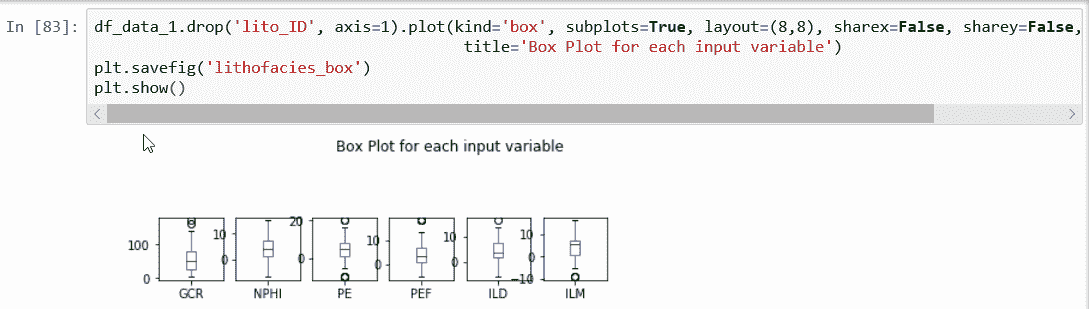 In [83]: df_data_1.drop('lito_ID', axis=1).plot(kind='box', subplots=True, layout=(8,8), sharex=False, sharey=False,
title='Box Plot for each input variable')
plt.savefig('lithofacies_box')
plt.show()
Box Plot for each input variable
100 10 20 10 10 10
0 0 0 0 0 0
-10
GCR NPHI PE PEF ILD ILM